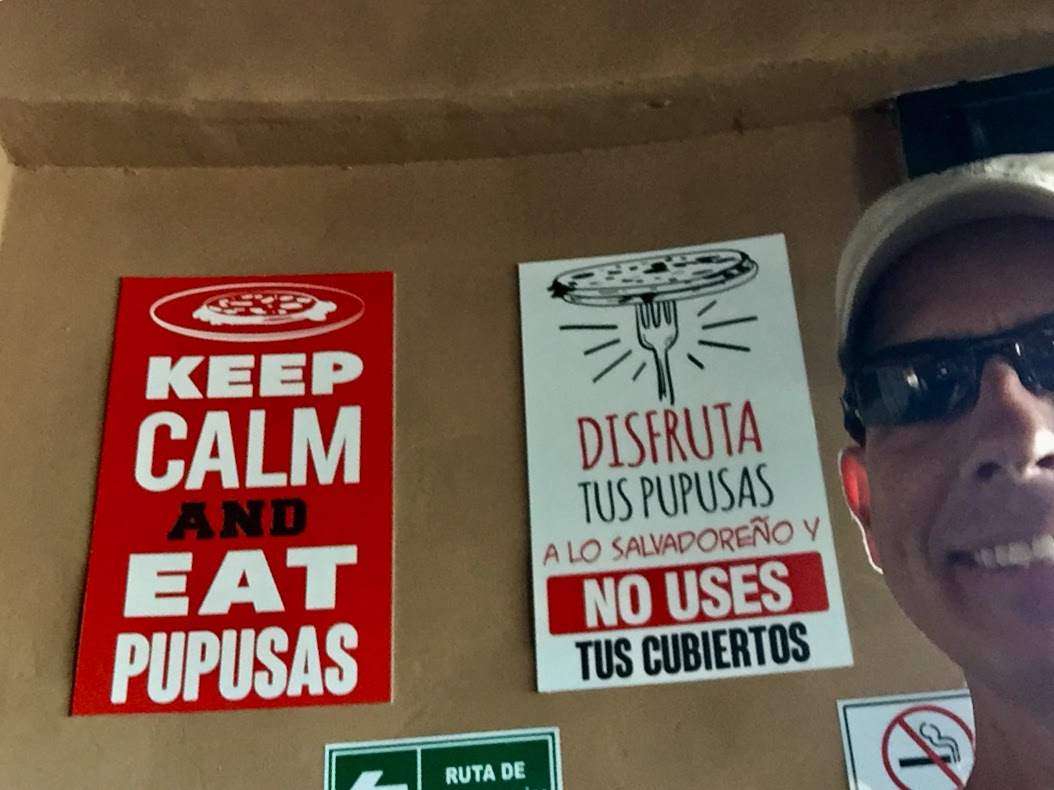 KEEP
CALM
AND
EAT
PUPUSAS
DISFRUTA
TUS PUPUSAS
A LO SALVADOREÑO Y
NO USES
TUS CUBIERTOS
RUTA DE